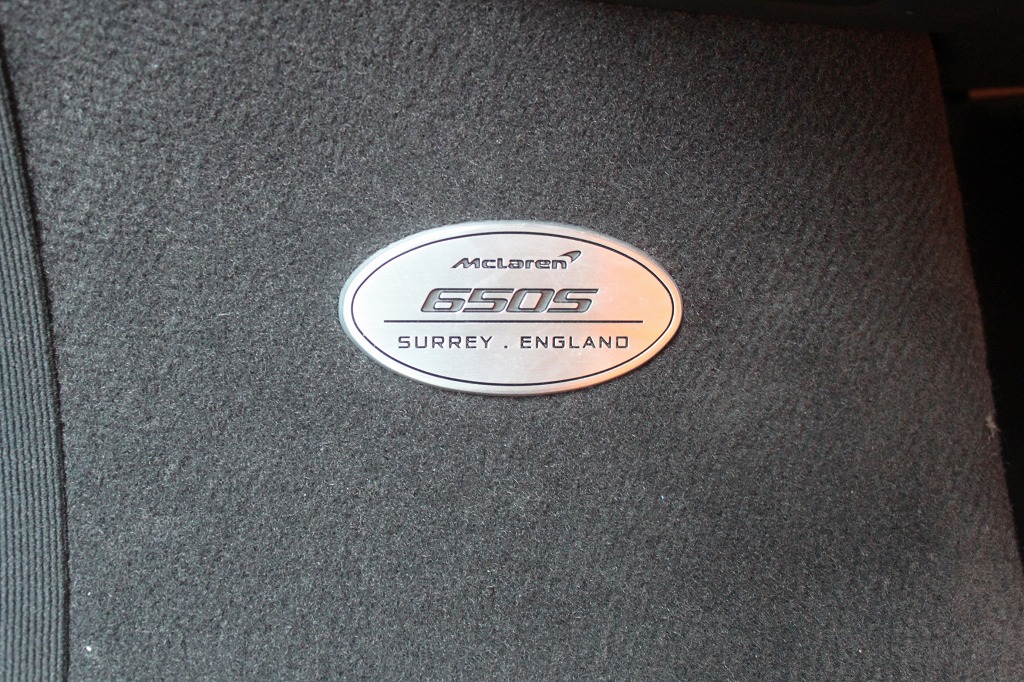 McLaren
650S
SURREY . ENGLAND